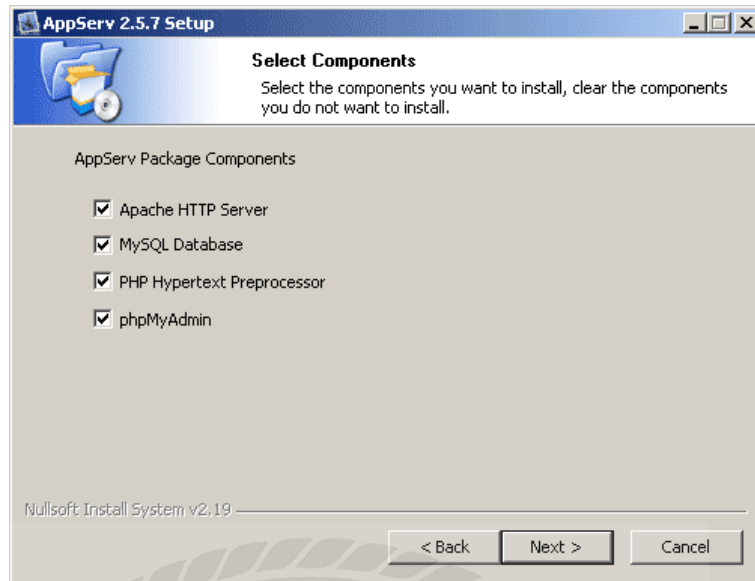 AppServ 2.5.7 Setup
Select Components
Select the components you want to install, clear the components
you do not want to install.
AppServ Package Components
Apache HTTP Server
MySQL Database
PHP Hypertext Preprocessor
phpMyAdmin
Nullsoft Install System v2.19
< Back
Next >
Cancel